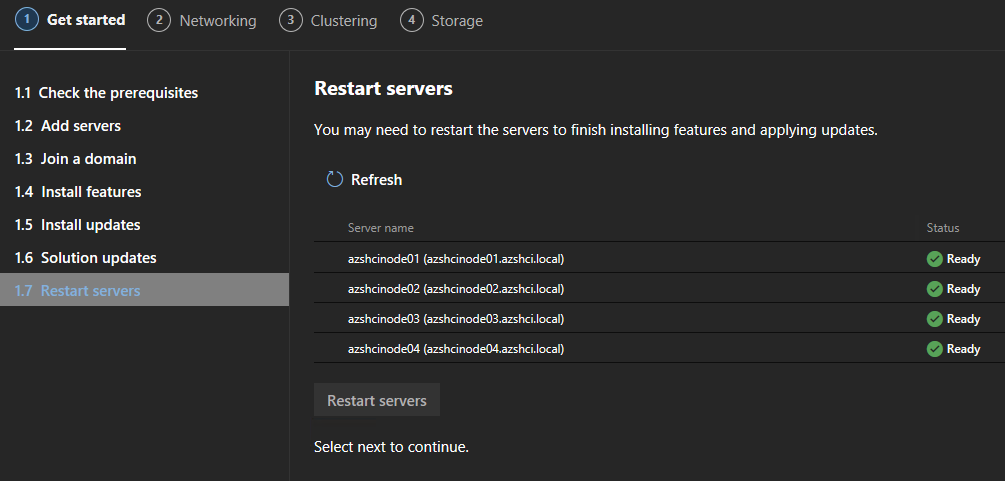 1 Get started 2 Networking 3 Clustering 4 Storage
1.1 Check the prerequisites
1.2 Add servers
1.3 Join a domain
1.4 Install features
1.5 Install updates
1.6 Solution updates
1.7 Restart servers
Restart servers
You may need to restart the servers to finish installing features and applying updates.
Refresh
Server name Status
azshcinode01 (azshcinode01.azshci.local) Ready
azshcinode02 (azshcinode02.azshci.local) Ready
azshcinode03 (azshcinode03.azshci.local) Ready
azshcinode04 (azshcinode04.azshci.local) Ready
Restart servers
Select next to continue.